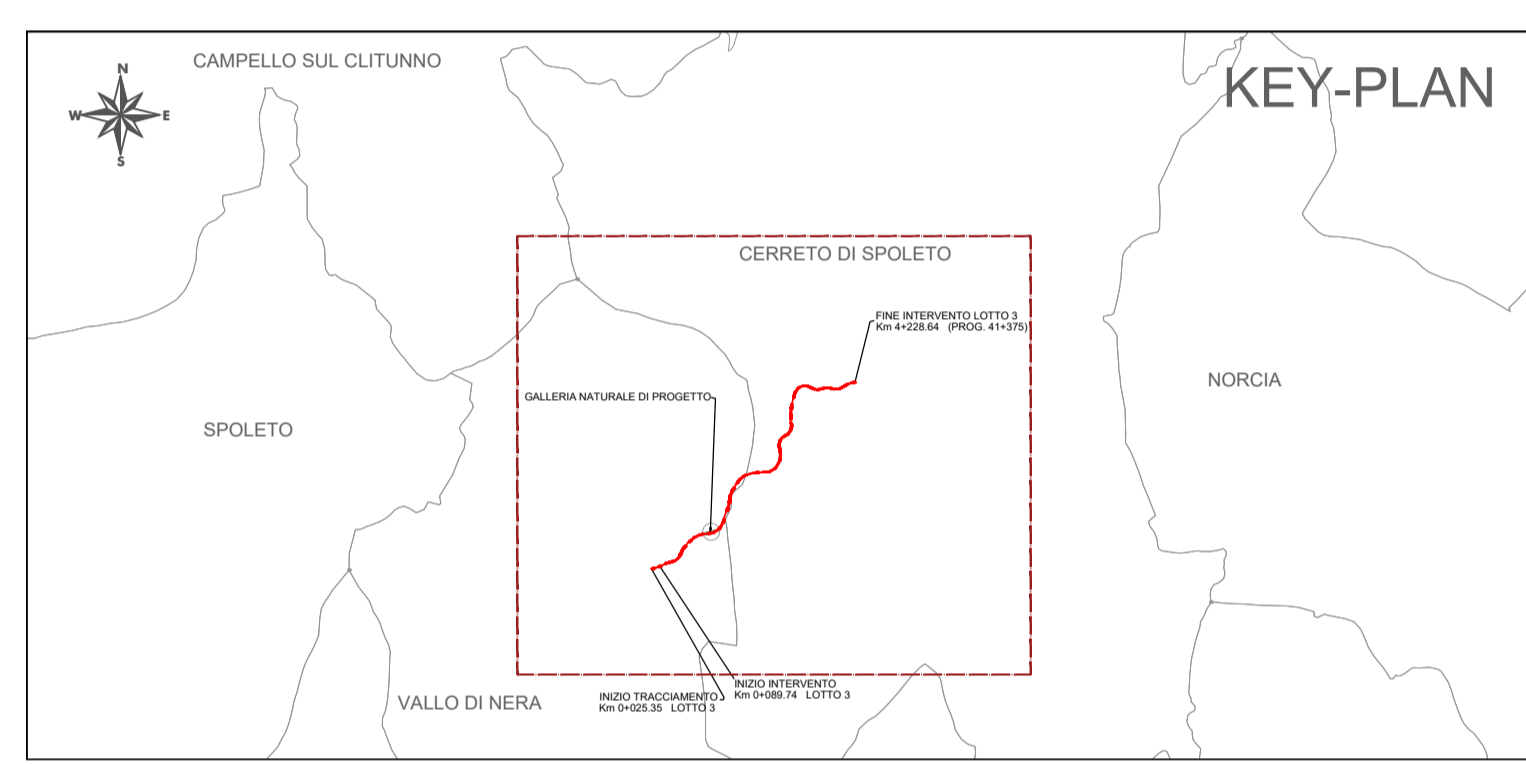 CAMPELLO SUL CLITUNNO
KEY-PLAN
N
W
E
S
CERRETO DI SPOLETO
FINE INTERVENTO LOTTO 3
Km 4+228.64 (PROG. 41+375)
NORCIA
GALLERIA NATURALE DI PROGETTO
SPOLETO
VALLO DI NERA
INIZIO TRACCIAMENTO
Km 0+025.35 LOTTO 3
INIZIO INTERVENTO
Km 0+089.74 LOTTO 3